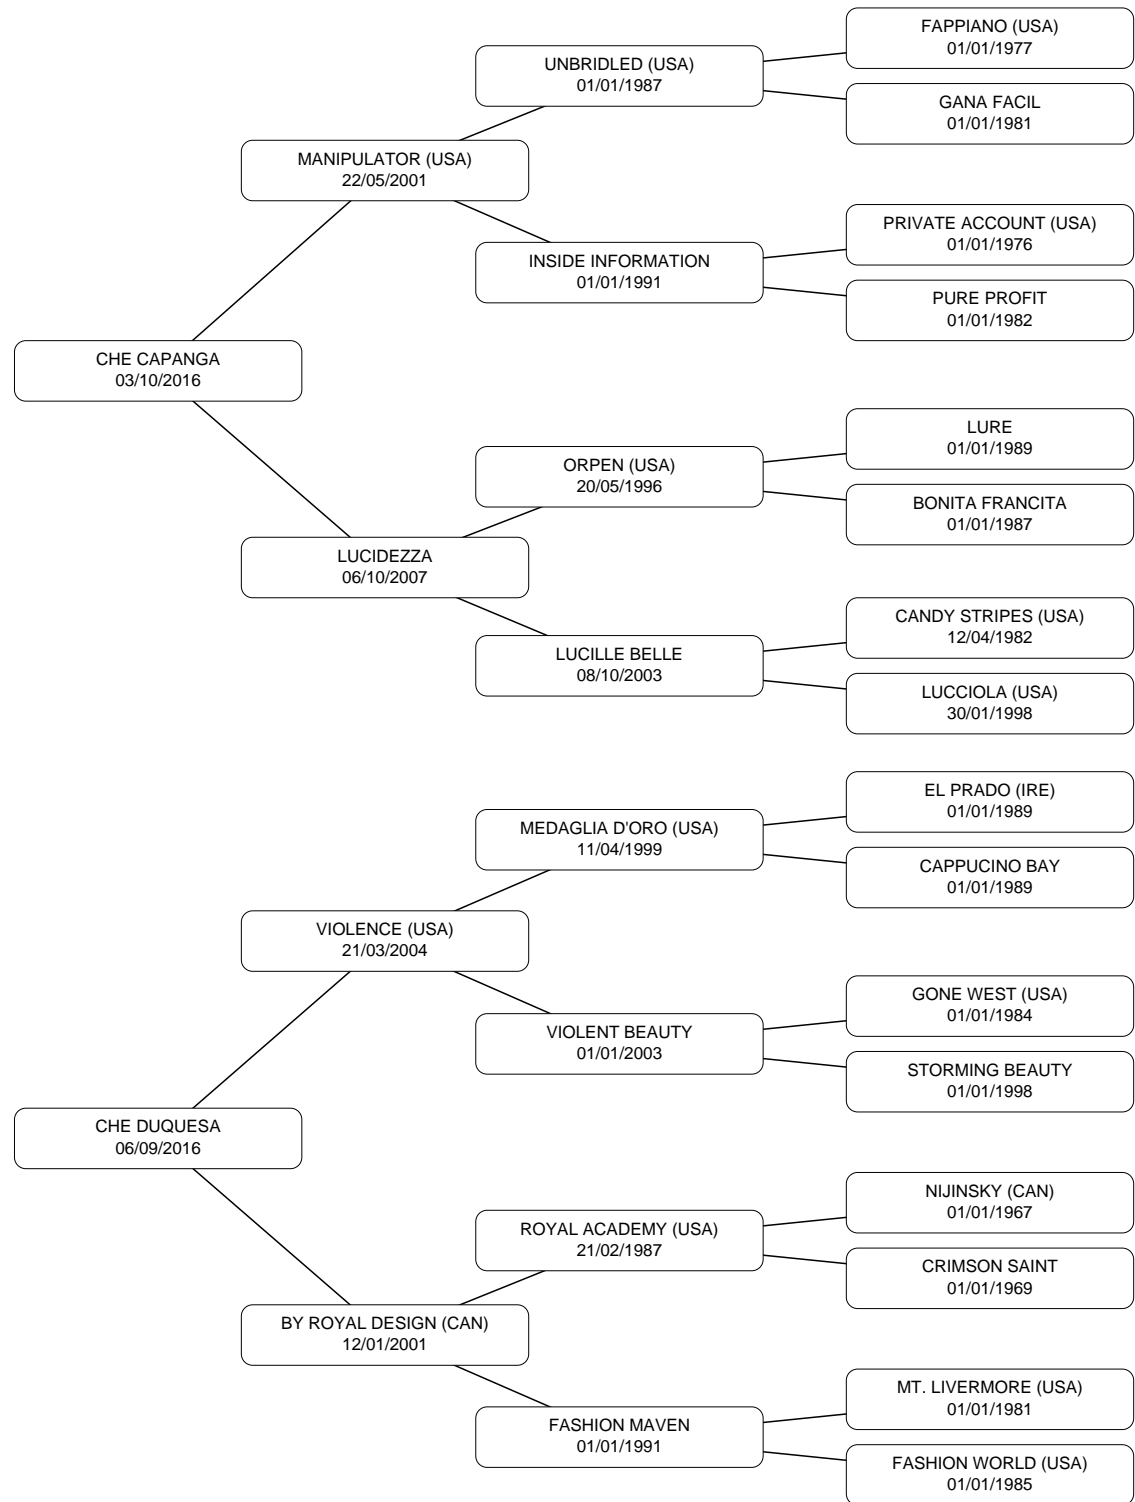 FAPPIANO (USA)
01/01/1977
UNBRIDLED (USA)
01/01/1987
GANA FACIL
01/01/1981
MANIPULATOR (USA)
22/05/2001
PRIVATE ACCOUNT (USA)
01/01/1976
INSIDE INFORMATION
01/01/1991
PURE PROFIT
01/01/1982
CHE CAPANGA
03/10/2016
LURE
01/01/1989
ORPEN (USA)
20/05/1996
BONITA FRANCITA
01/01/1987
LUCIDEZZA
06/10/2007
CANDY STRIPES (USA)
12/04/1982
LUCILLE BELLE
08/10/2003
LUCCIOLA (USA)
30/01/1998
EL PRADO (IRE)
01/01/1989
MEDAGLIA D'ORO (USA)
11/04/1999
CAPPUCINO BAY
01/01/1989
VIOLENCE (USA)
21/03/2004
GONE WEST (USA)
01/01/1984
VIOLENT BEAUTY
01/01/2003
STORMING BEAUTY
01/01/1998
CHE DUQUESA
06/09/2016
NIJINSKY (CAN)
01/01/1967
ROYAL ACADEMY (USA)
21/02/1987
CRIMSON SAINT
01/01/1969
BY ROYAL DESIGN (CAN)
12/01/2001
MT. LIVERMORE (USA)
01/01/1981
FASHION MAVEN
01/01/1991
FASHION WORLD (USA)
01/01/1985